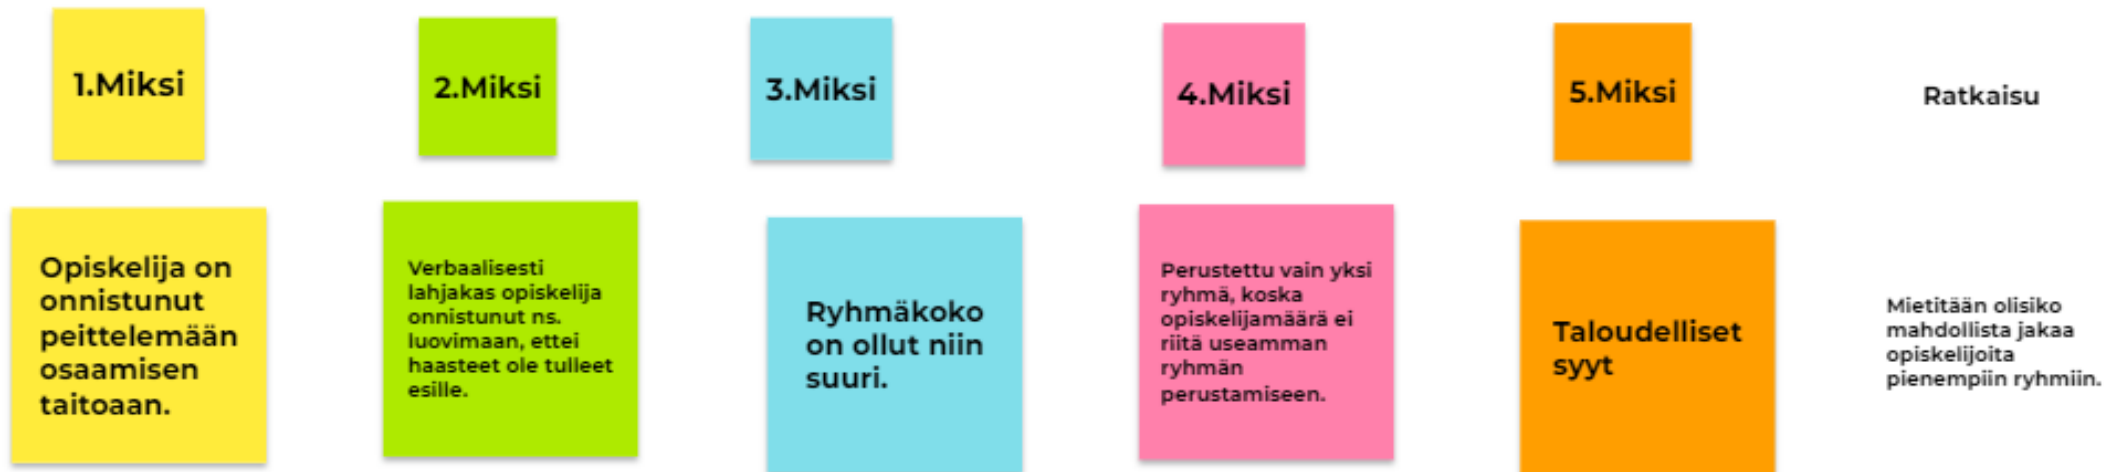 1.Miksi
2.Miksi
3.Miksi
4.Miksi
5.Miksi
Ratkaisu
Opiskelija on
onnistunut
peittelemään
osaamisen
taitoaan.
Verbaalisesti
lahjakas opiskelija
onnistunut ns.
luovimaan, ettei
haasteet ole tulleet
esille.
Ryhmäkoko
on ollut niin
suuri.
Perustettu vain yksi
ryhmä, koska
opiskelijamäärä ei
riitä useamman
ryhmän
perustamiseen.
Taloudelliset
syyt
Mietitään olisiko
mahdollista jakaa
opiskelijoita
pienempiin ryhmiin.